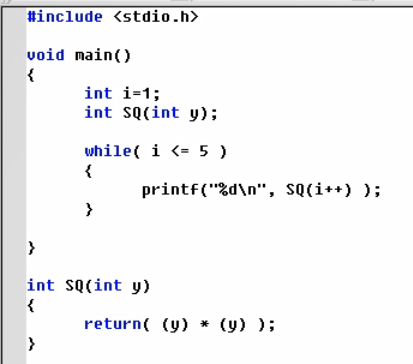 #include <stdio.h>
void main()
{
int i=1;
int SQ(int y);
while( i <= 5 )
{
printf("%d\n", SQ(i++) );
}
}
int SQ(int y)
{
return( (y) * (y) );
}